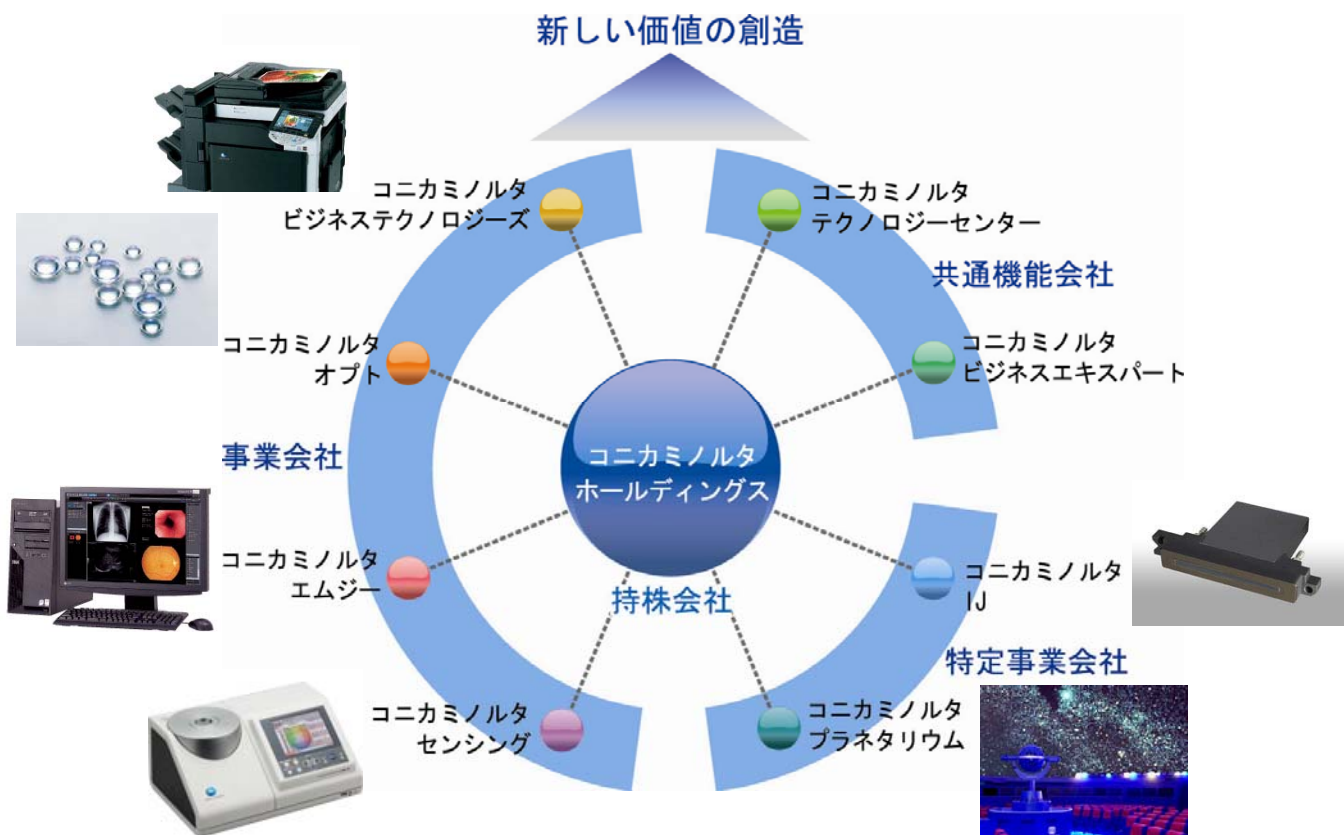 新しい価値の創造
コニカミノルタ
ビジネステクノロジーズ
コニカミノルタ
テクノロジーセンター
共通機能会社
コニカミノルタ
オプト
コニカミノルタ
ビジネスエキスパート
事業会社
コニカミノルタ
ホールディングス
コニカミノルタ
エムジー
持株会社
コニカミノルタ
IJ
特定事業会社
コニカミノルタ
センシング
コニカミノルタ
プラネタリウム